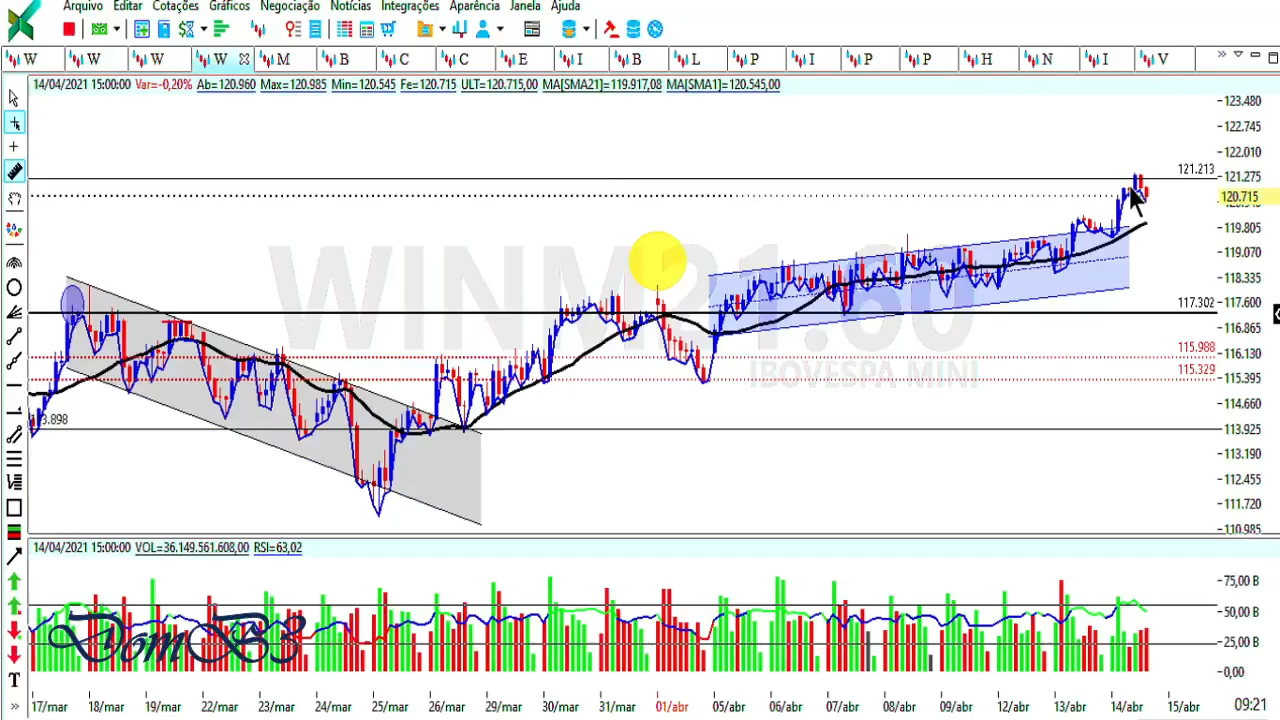 Arquivo Editar Cotações Gráficos Negociação Notícias Integrações Aparência Janela Ajuda
W W W W M B C C E I B L P I P P H N I V
14/04/2021 15:00:00 Var=-0,20% Ab=120.960 Max=120.985 Min=120.545 Fe=120.715 ULT=120.715,00 MA[SMA21]=119.917,08 MA[SMA1]=120.545,00
123.480
122.745
122.010
121.213
121.275
120.715
119.805
119.070
118.335
117.302
117.600
116.865
115.988
116.130
115.329
115.395
114.660
113.925
113.190
112.455
111.720
110.985
WINM21.60
IBOVESPA MINI
14/04/2021 15:00:00 VOL=36.149.561.608,00 RSI=63,02
75,00 B
50,00 B
25,00 B
0,00
DomB3
T
17/mar 18/mar 19/mar 22/mar 23/mar 24/mar 25/mar 26/mar 29/mar 30/mar 31/mar 01/abr 05/abr 06/abr 07/abr 08/abr 09/abr 12/abr 13/abr 14/abr 15/abr 09:21